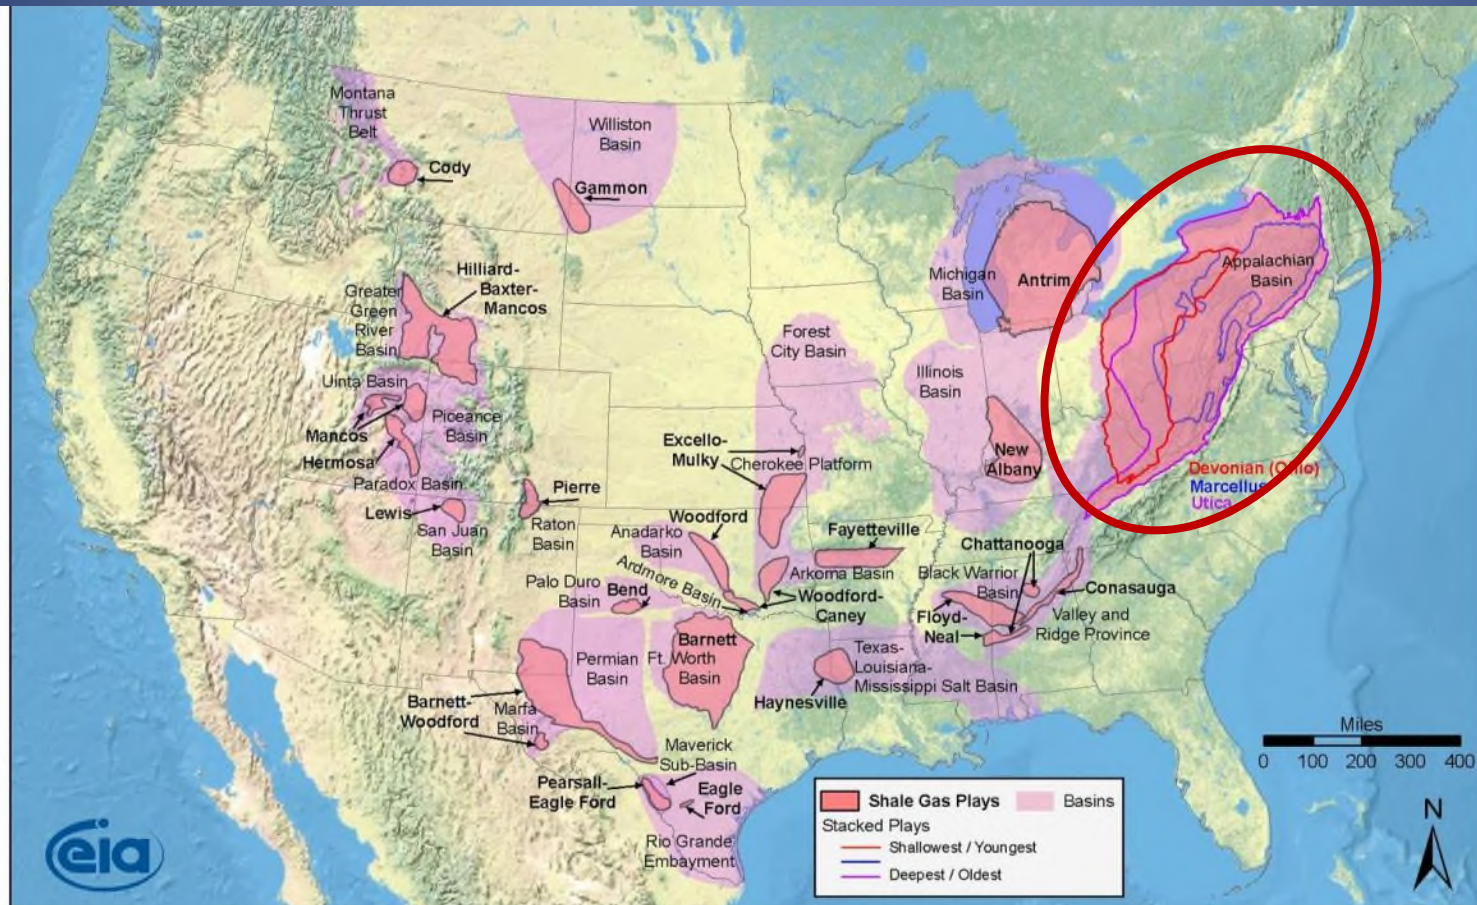 Montana
Thrust
Belt
Cody
Williston
Basin
Gammon
Hilliard-
Baxter-
Mancos
Greater
Green
River
Basin
Uinta Basin
Piceance
Basin
Mancos
Hermosa
Paradox Basin
Lewis
San Juan
Basin
Pierre
Raton
Basin
Michigan
Basin
Antrim
Appalachian
Basin
Forest
City Basin
Illinois
Basin
New
Albany
Excello-
Mulky
Cherokee Platform
Devonian (Ohio)
Marcellus
Utica
Woodford
Anadarko
Basin
Fayetteville
Arkoma Basin
Ardmore Basin
Palo Duro
Basin
Bend
Woodford-
Caney
Chattanooga
Black Warrior
Basin
Conasauga
Floyd-
Neal
Valley and
Ridge Province
Permian
Basin
Barnett
Ft. Worth
Basin
Texas-
Louisiana-
Mississippi Salt Basin
Haynesville
Barnett-
Woodford
Marfa
Basin
Maverick
Sub-Basin
Pearsall-
Eagle Ford
Eagle
Ford
Rio Grande
Embayment
Miles
0 100 200 300 400
N
Shale Gas Plays
Basins
Stacked Plays
Shallowest / Youngest
Deepest / Oldest
eia